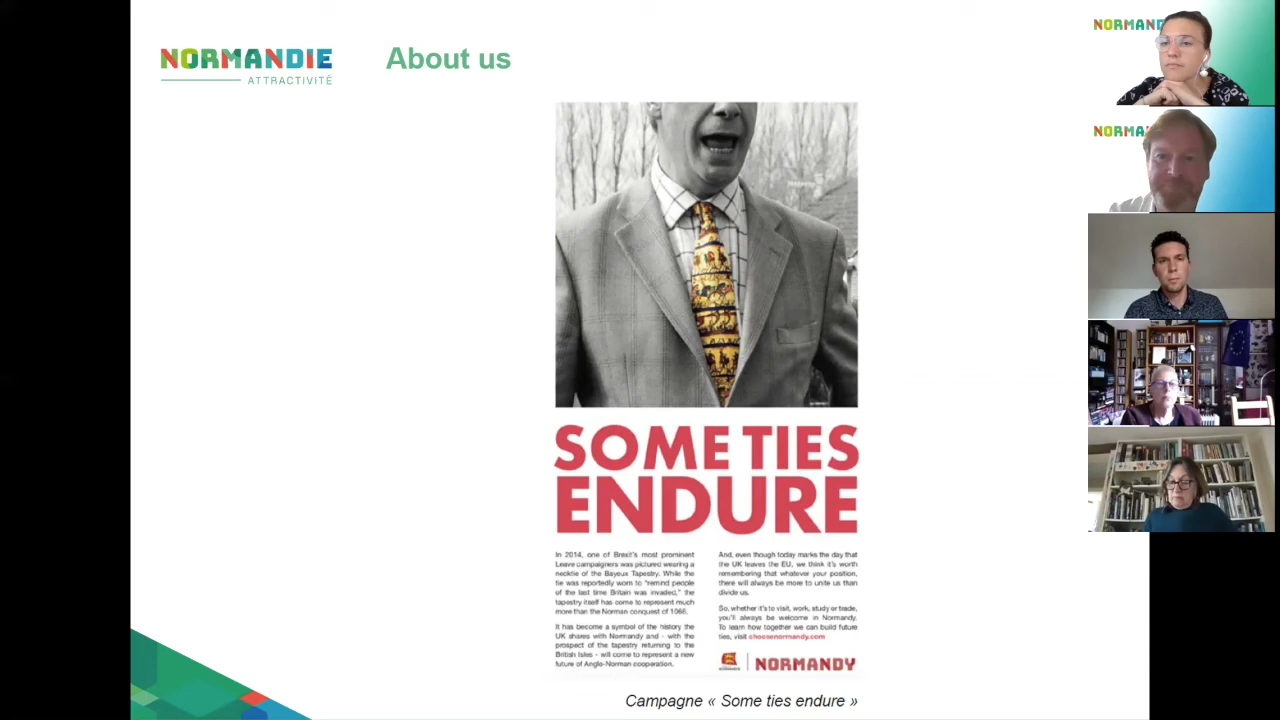 NORMANDIE
ATTRACTIVITÉ
About us
SOME TIES
ENDURE
In 2014, one of Brexit's most prominent
Leave campaigners was pictured wearing a
necktie of the Bayeux Tapestry. While the
tie was reportedly worn to "remind people
of the last time Britain was invaded," the
tapestry itself has come to represent much
more than the Norman conquest of 1066.
It has become a symbol of the history the
UK shares with Normandy and - with the
prospect of the tapestry returning to the
British Isles - will come to represent a new
future of Anglo-Norman cooperation.
And, even though today marks the day that
the UK leaves the EU, we think it's worth
remembering that whatever your position,
there will always be more to unite us than
divide us.
So, whether it's to visit, work, study or trade,
you'll always be welcome in Normandy.
To learn how together we can build future
ties, visit choosenormandy.com
NORMANDY
Campagne « Some ties endure »
NORMAND
NORMA